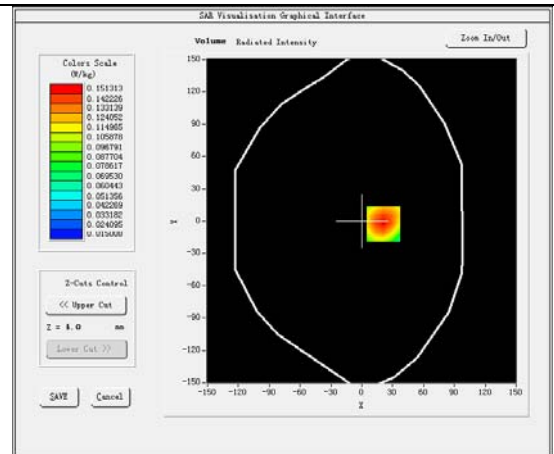 SAR Visualisation Graphical Interface
Volume Radiated Intensity
Zoom In/Out
Colors Scale
(W/kg)
0.151313
0.142226
0.133139
0.124052
0.114965
0.105878
0.096791
0.087704
0.078617
0.069530
0.060443
0.051356
0.042269
0.033182
0.024095
0.015008
150
120
90
60
30
0
-30
-60
-90
-120
-150
Y
-150 -120 -90 -60 -30 0 30 60 90 120 150
X
Z-Cuts Control
<< Upper Cut
Z = mm
Lower Cut >>
SAVE Cancel